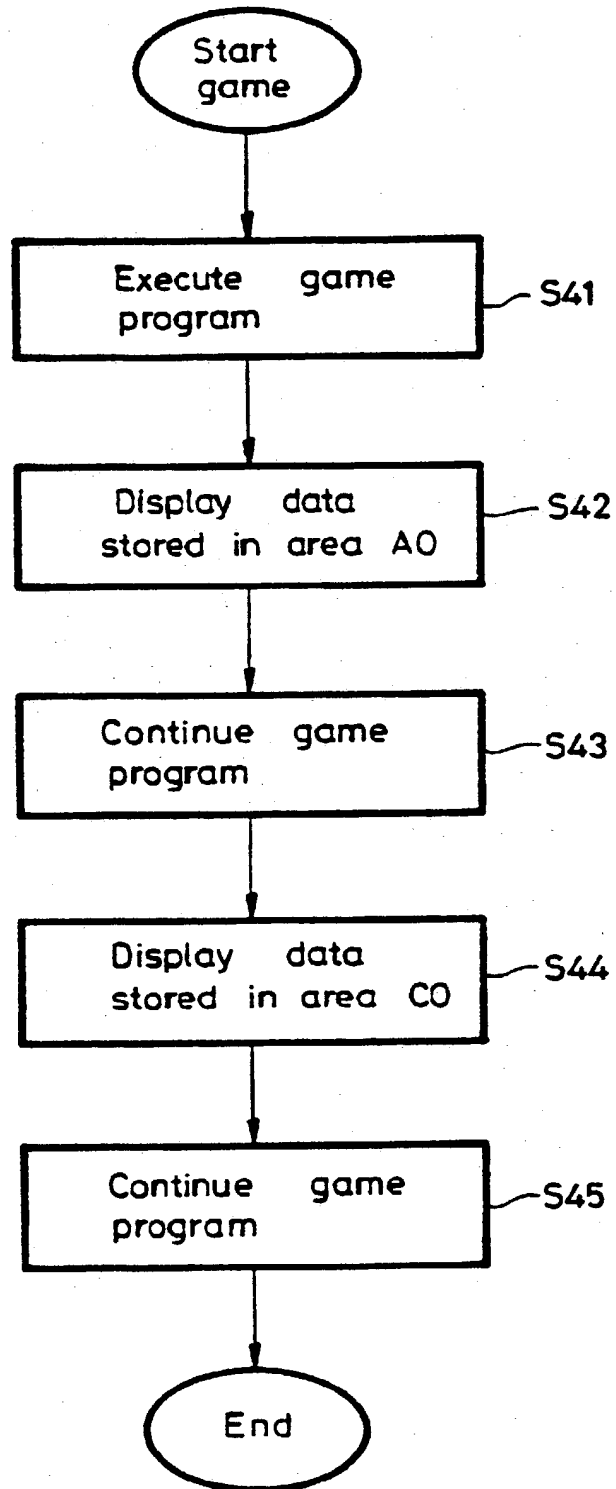 Start
game
Execute game
program
S41
Display data
stored in area A0
S42
Continue game
program
S43
Display data
stored in area C0
S44
Continue game
program
S45
End